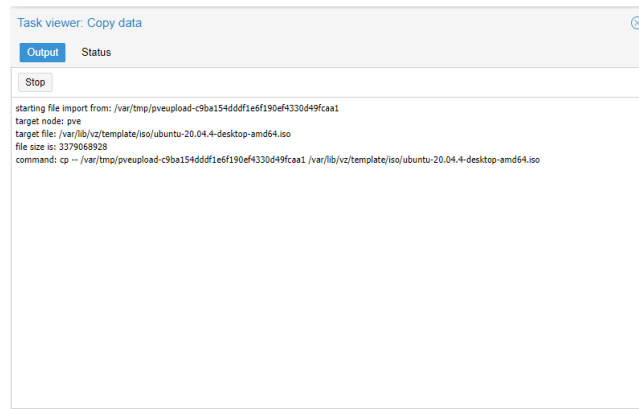 Task viewer: Copy data
Output Status
Stop
starting file import from: /var/tmp/pveupload-c9ba154dddf1e6f190ef4330d49fcaa1
target node: pve
target file: /var/lib/vz/template/iso/ubuntu-20.04.4-desktop-amd64.iso
file size is: 3379068928
command: cp -- /var/tmp/pveupload-c9ba154dddf1e6f190ef4330d49fcaa1 /var/lib/vz/template/iso/ubuntu-20.04.4-desktop-amd64.iso